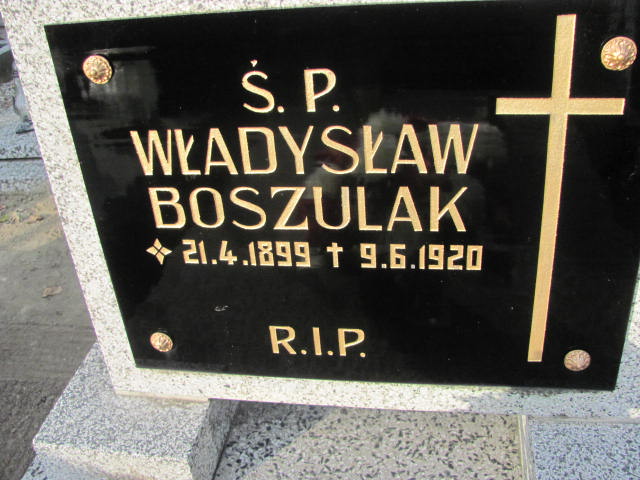 Ś. P.
WŁADYSŁAW
BOSZULAK
21.4.1899 † 9.6.1920
R.I.P.